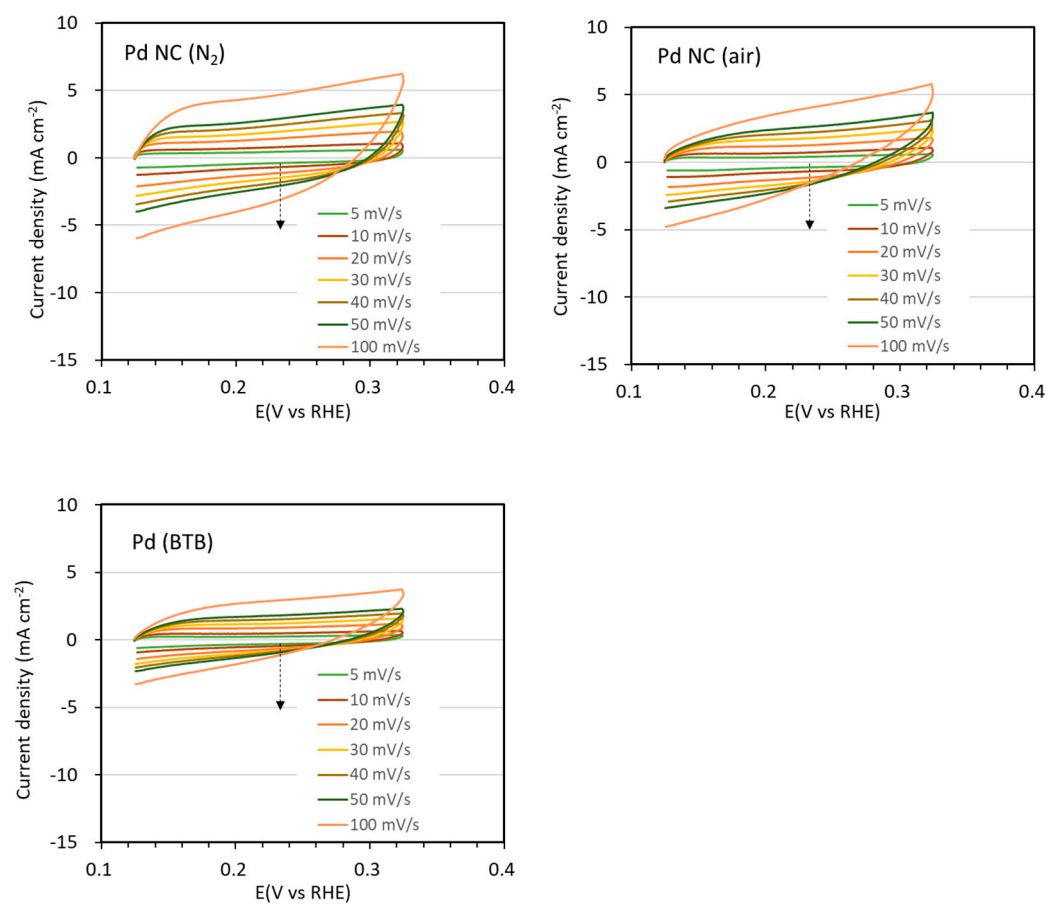 Pd NC (N2)
Current density (mA cm-2)
10
5
0
-5
-10
-15
5 mV/s
10 mV/s
20 mV/s
30 mV/s
40 mV/s
50 mV/s
100 mV/s
0.1 0.2 0.3 0.4
E(V vs RHE)
Pd NC (air)
Current density (mA cm-2)
10
5
0
-5
-10
-15
5 mV/s
10 mV/s
20 mV/s
30 mV/s
40 mV/s
50 mV/s
100 mV/s
0.1 0.2 0.3 0.4
E(V vs RHE)
Pd (BTB)
Current density (mA cm-2)
10
5
0
-5
-10
-15
5 mV/s
10 mV/s
20 mV/s
30 mV/s
40 mV/s
50 mV/s
100 mV/s
0.1 0.2 0.3 0.4
E(V vs RHE)